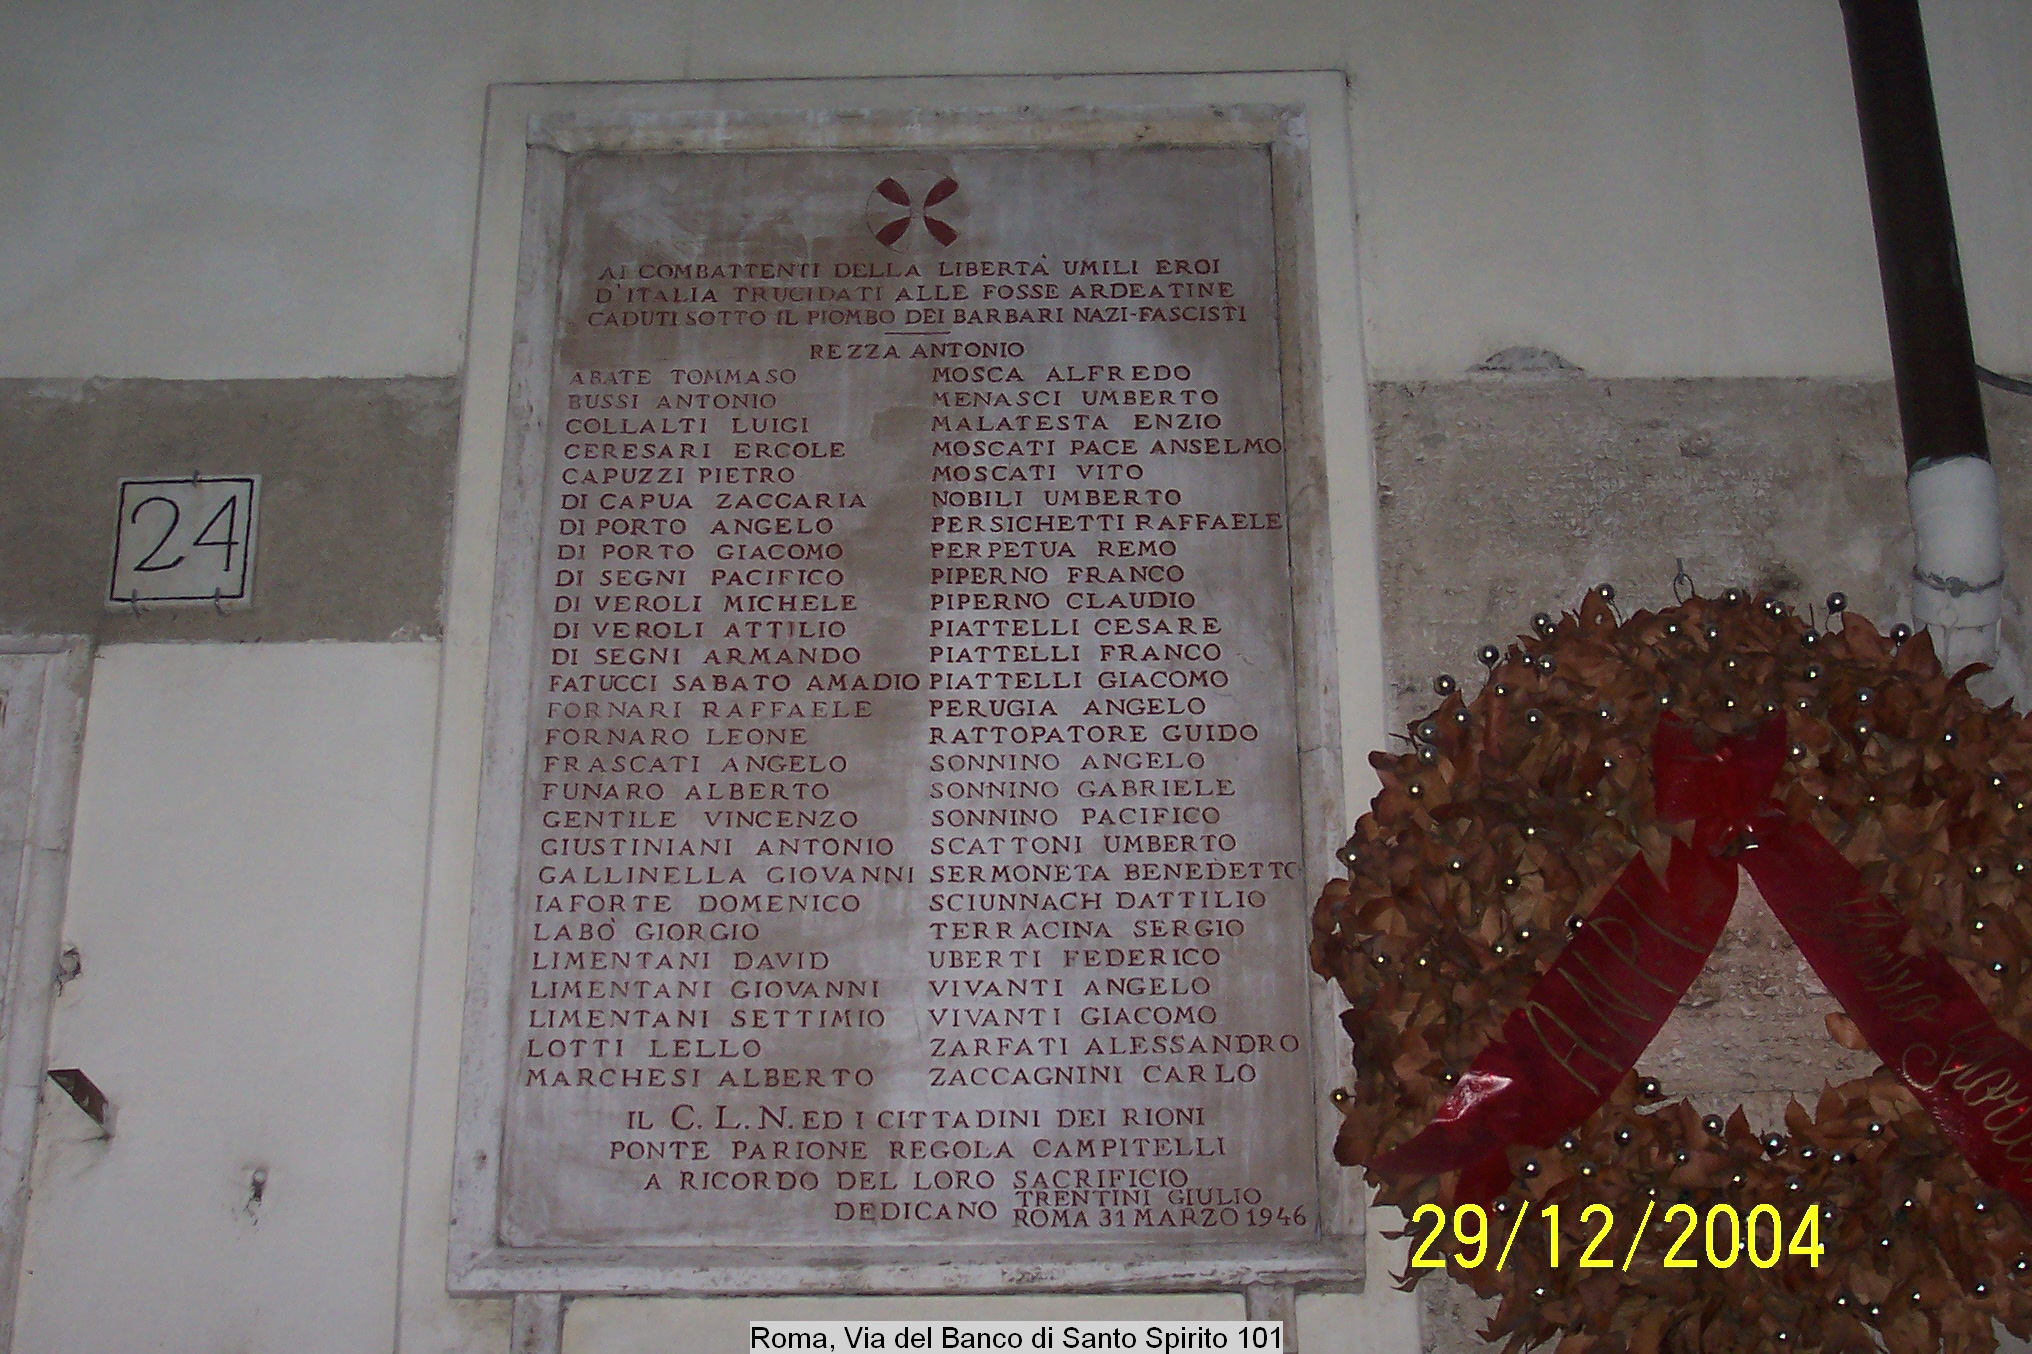 AI COMBATTENTI DELLA LIBERTÀ UMILI EROI
D'ITALIA TRUCIDATI ALLE FOSSE ARDEATINE
CADUTI SOTTO IL PIOMBO DEI BARBARI NAZI-FASCISTI
REZZA ANTONIO
ABATE TOMMASO
BUSSI ANTONIO
COLLALTI LUIGI
CERESARI ERCOLE
CAPUZZI PIETRO
DI CAPUA ZACCARIA
DI PORTO ANGELO
DI PORTO GIACOMO
DI SEGNI PACIFICO
DI VEROLI MICHELE
DI VEROLI ATTILIO
DI SEGNI ARMANDO
FATUCCI SABATO AMADIO
FORNARI RAFFAELE
FORNARO LEONE
FRASCATI ANGELO
FUNARO ALBERTO
GENTILE VINCENZO
GIUSTINIANI ANTONIO
GALLINELLA GIOVANNI
IAFORTE DOMENICO
LABÒ GIORGIO
LIMENTANI DAVID
LIMENTANI GIOVANNI
LIMENTANI SETTIMIO
LOTTI LELLO
MARCHESI ALBERTO
MOSCA ALFREDO
MENASCI UMBERTO
MALATESTA ENZIO
MOSCATI PACE ANSELMO
MOSCATI VITO
NOBILI UMBERTO
PERSICHETTI RAFFAELE
PERPETUA REMO
PIPERNO FRANCO
PIPERNO CLAUDIO
PIATTELLI CESARE
PIATTELLI FRANCO
PIATTELLI GIACOMO
PERUGIA ANGELO
RATTOPATORE GUIDO
SONNINO ANGELO
SONNINO GABRIELE
SONNINO PACIFICO
SCATTONI UMBERTO
SERMONETA BENEDETTO
SCIUNNACH DATTILIO
TERRACINA SERGIO
UBERTI FEDERICO
VIVANTI ANGELO
VIVANTI GIACOMO
ZARFATI ALESSANDRO
ZACCAGNINI CARLO
IL C.L.N. ED I CITTADINI DEI RIONI
PONTE PARIONE REGOLA CAMPITELLI
A RICORDO DEL LORO SACRIFICIO
DEDICANO
TRENTINI GIULIO
ROMA 31 MARZO 1946
24
ANPI
29/12/2004
Roma, Via del Banco di Santo Spirito 101